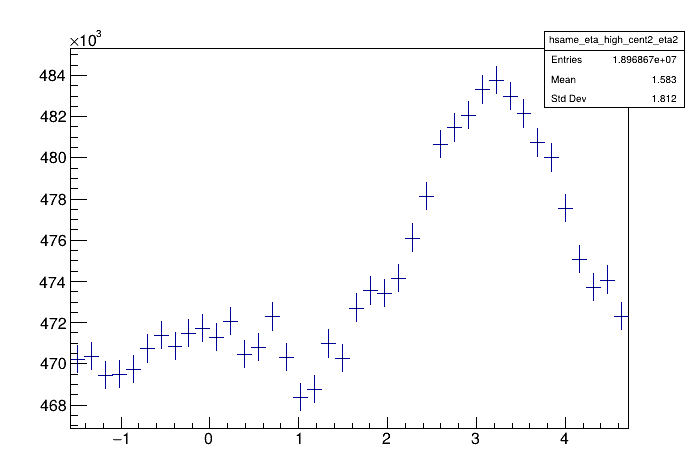 ×10³
hsame_eta_high_cent2_eta2
Entries 1.896867e+07
Mean 1.583
Std Dev 1.812
484
482
480
478
476
474
472
470
468
−1 0 1 2 3 4